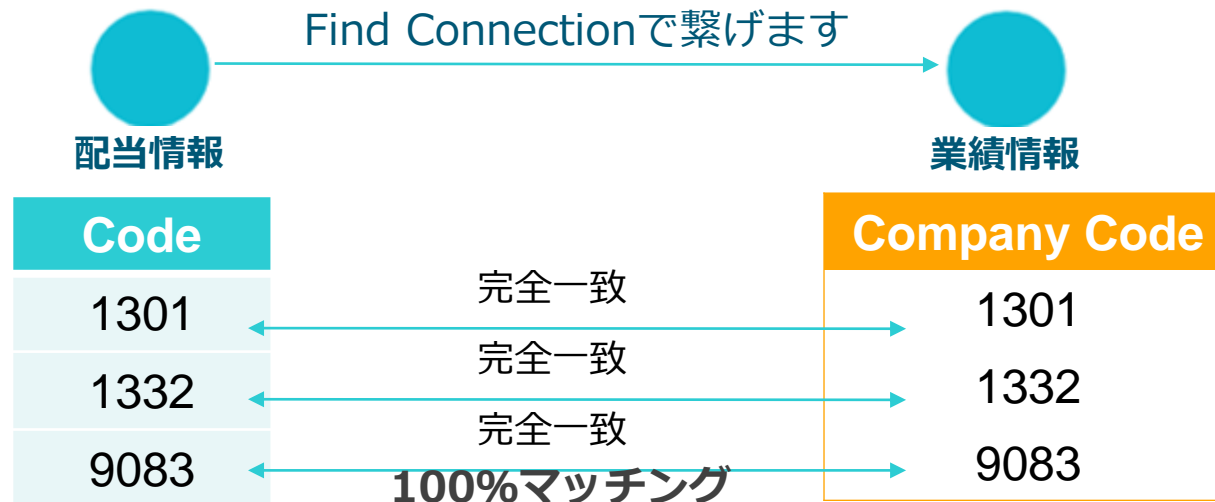 Find Connectionで繋げます
配当情報
業績情報
Code
Company Code
1301
完全一致
1301
1332
完全一致
1332
9083
完全一致
9083
100%マッチング